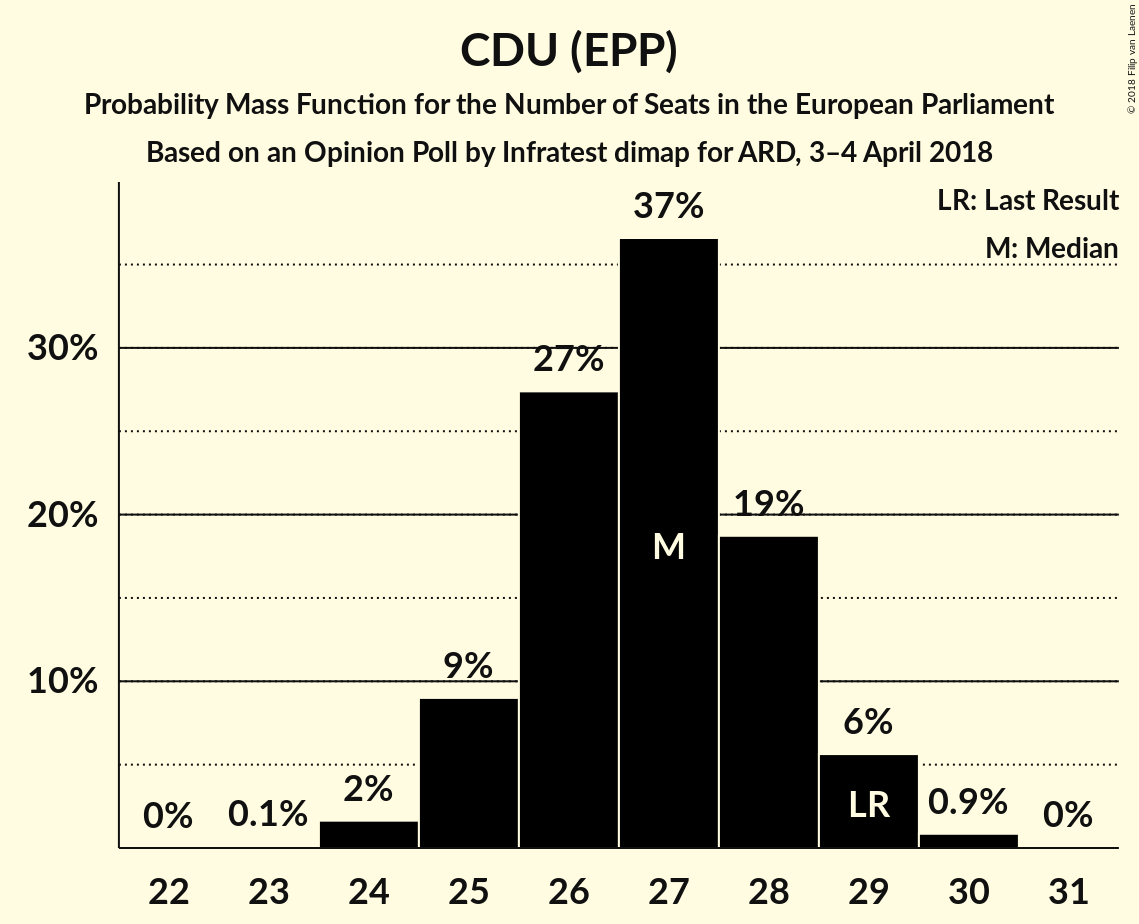 CDU (EPP)
Probability Mass Function for the Number of Seats in the European Parliament
Based on an Opinion Poll by Infratest dimap for ARD, 3–4 April 2018
© 2018 Filip van Laenen
LR: Last Result
M: Median
37%
30%
27%
20%
19%
M
10%
9%
6%
2%
0%
0.1%
LR
0.9%
0%
22 23 24 25 26 27 28 29 30 31